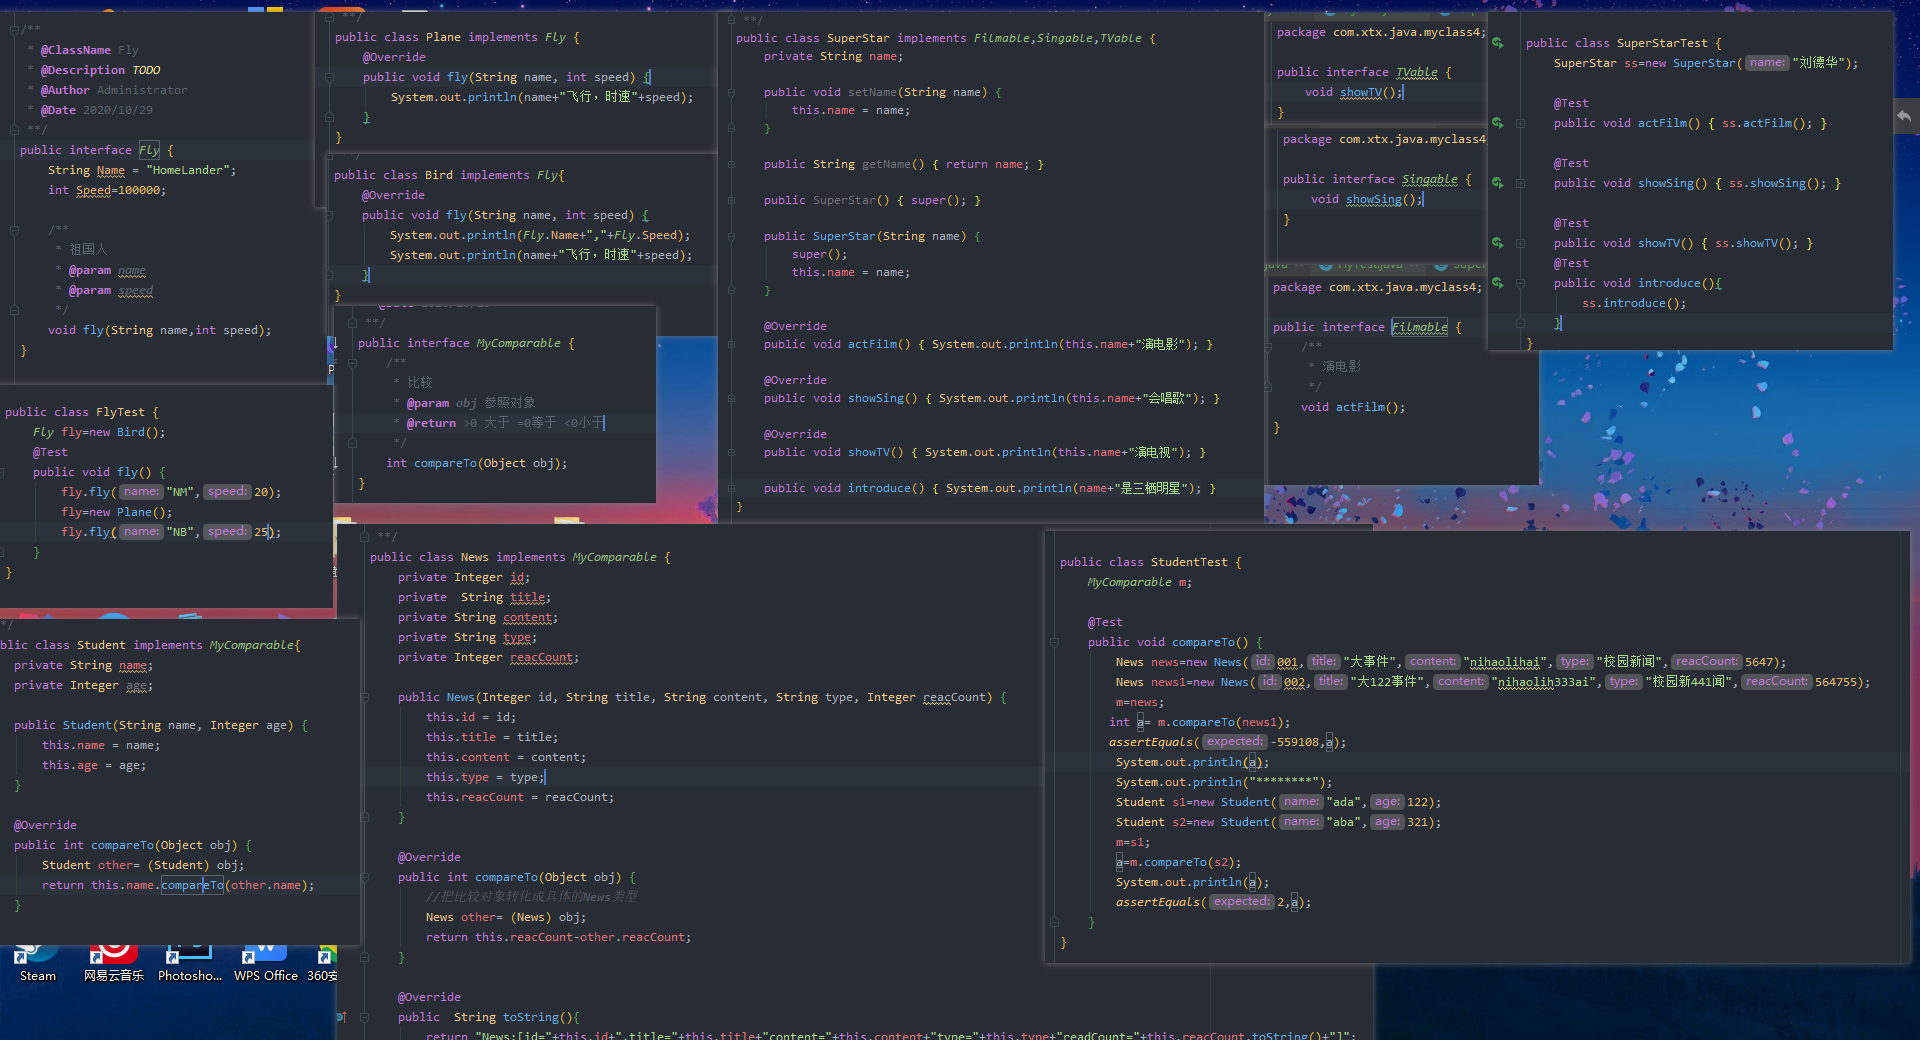 /**
* @ClassName Fly
* @Description TODO
* @Author Administrator
* @Date 2020/10/29
**/
public interface Fly {
String Name = "HomeLander";
int Speed=100000;
/**
* 祖国人
* @param name
* @param speed
*/
void fly(String name,int speed);
}
**/
public class Plane implements Fly {
@Override
public void fly(String name, int speed) {
System.out.println(name+"飞行，时速"+speed);
}
}
public class Bird implements Fly{
@Override
public void fly(String name, int speed) {
System.out.println(Fly.Name+","+Fly.Speed);
System.out.println(name+"飞行，时速"+speed);
}
}
**/
public interface MyComparable {
/**
* 比较
* @param obj 参照对象
* @return >0 大于 =0等于 <0小于
*/
int compareTo(Object obj);
}
public class FlyTest {
Fly fly=new Bird();
@Test
public void fly() {
fly.fly( name: "NM", speed: 20);
fly=new Plane();
fly.fly( name: "NB", speed: 25);
}
}
**/
public class SuperStar implements Filmable,Singable,TVable {
private String name;
public void setName(String name) {
this.name = name;
}
public String getName() { return name; }
public SuperStar() { super(); }
public SuperStar(String name) {
super();
this.name = name;
}
@Override
public void actFilm() { System.out.println(this.name+"演电影"); }
@Override
public void showSing() { System.out.println(this.name+"会唱歌"); }
@Override
public void showTV() { System.out.println(this.name+"演电视"); }
public void introduce() { System.out.println(name+"是三栖明星"); }
}
package com.xtx.java.myclass4;
public interface TVable {
void showTV();
}
package com.xtx.java.myclass4
public interface Singable {
void showSing();
}
package com.xtx.java.myclass4;
public interface Filmable {
/**
* 演电影
*/
void actFilm();
}
public class SuperStarTest {
SuperStar ss=new SuperStar( name: "刘德华");
@Test
public void actFilm() { ss.actFilm(); }
@Test
public void showSing() { ss.showSing(); }
@Test
public void showTV() { ss.showTV(); }
@Test
public void introduce(){
ss.introduce();
}
}
*/
blic class Student implements MyComparable{
private String name;
private Integer age;
public Student(String name, Integer age) {
this.name = name;
this.age = age;
}
@Override
public int compareTo(Object obj) {
Student other= (Student) obj;
return this.name.compareTo(other.name);
}
**/
public class News implements MyComparable {
private Integer id;
private  String title;
private String content;
private String type;
private Integer reacCount;
public News(Integer id, String title, String content, String type, Integer reacCount) {
this.id = id;
this.title = title;
this.content = content;
this.type = type;
this.reacCount = reacCount;
}
@Override
public int compareTo(Object obj) {
//把比较对象转化成具体的News类型
News other= (News) obj;
return this.reacCount-other.reacCount;
}
@Override
public  String toString(){
return "News:[id="+this.id+",title="+this.title+"content="+this.content+"type="+this.type+"readCount="+this.reacCount.toString()+"]";
public class StudentTest {
MyComparable m;
@Test
public void compareTo() {
News news=new News( id: 001, title: "大事件", content: "nihaolihai", type: "校园新闻", reacCount: 5647);
News news1=new News( id: 002, title: "大122事件", content: "nihaolih333ai", type: "校园新441闻", reacCount: 564755);
m=news;
int a= m.compareTo(news1);
assertEquals( expected: -559108,a);
System.out.println(a);
System.out.println("********");
Student s1=new Student( name: "ada", age: 122);
Student s2=new Student( name: "aba", age: 321);
m=s1;
a=m.compareTo(s2);
System.out.println(a);
assertEquals( expected: 2,a);
}
}
Steam
网易云音乐
Photosho...
WPS Office
360安